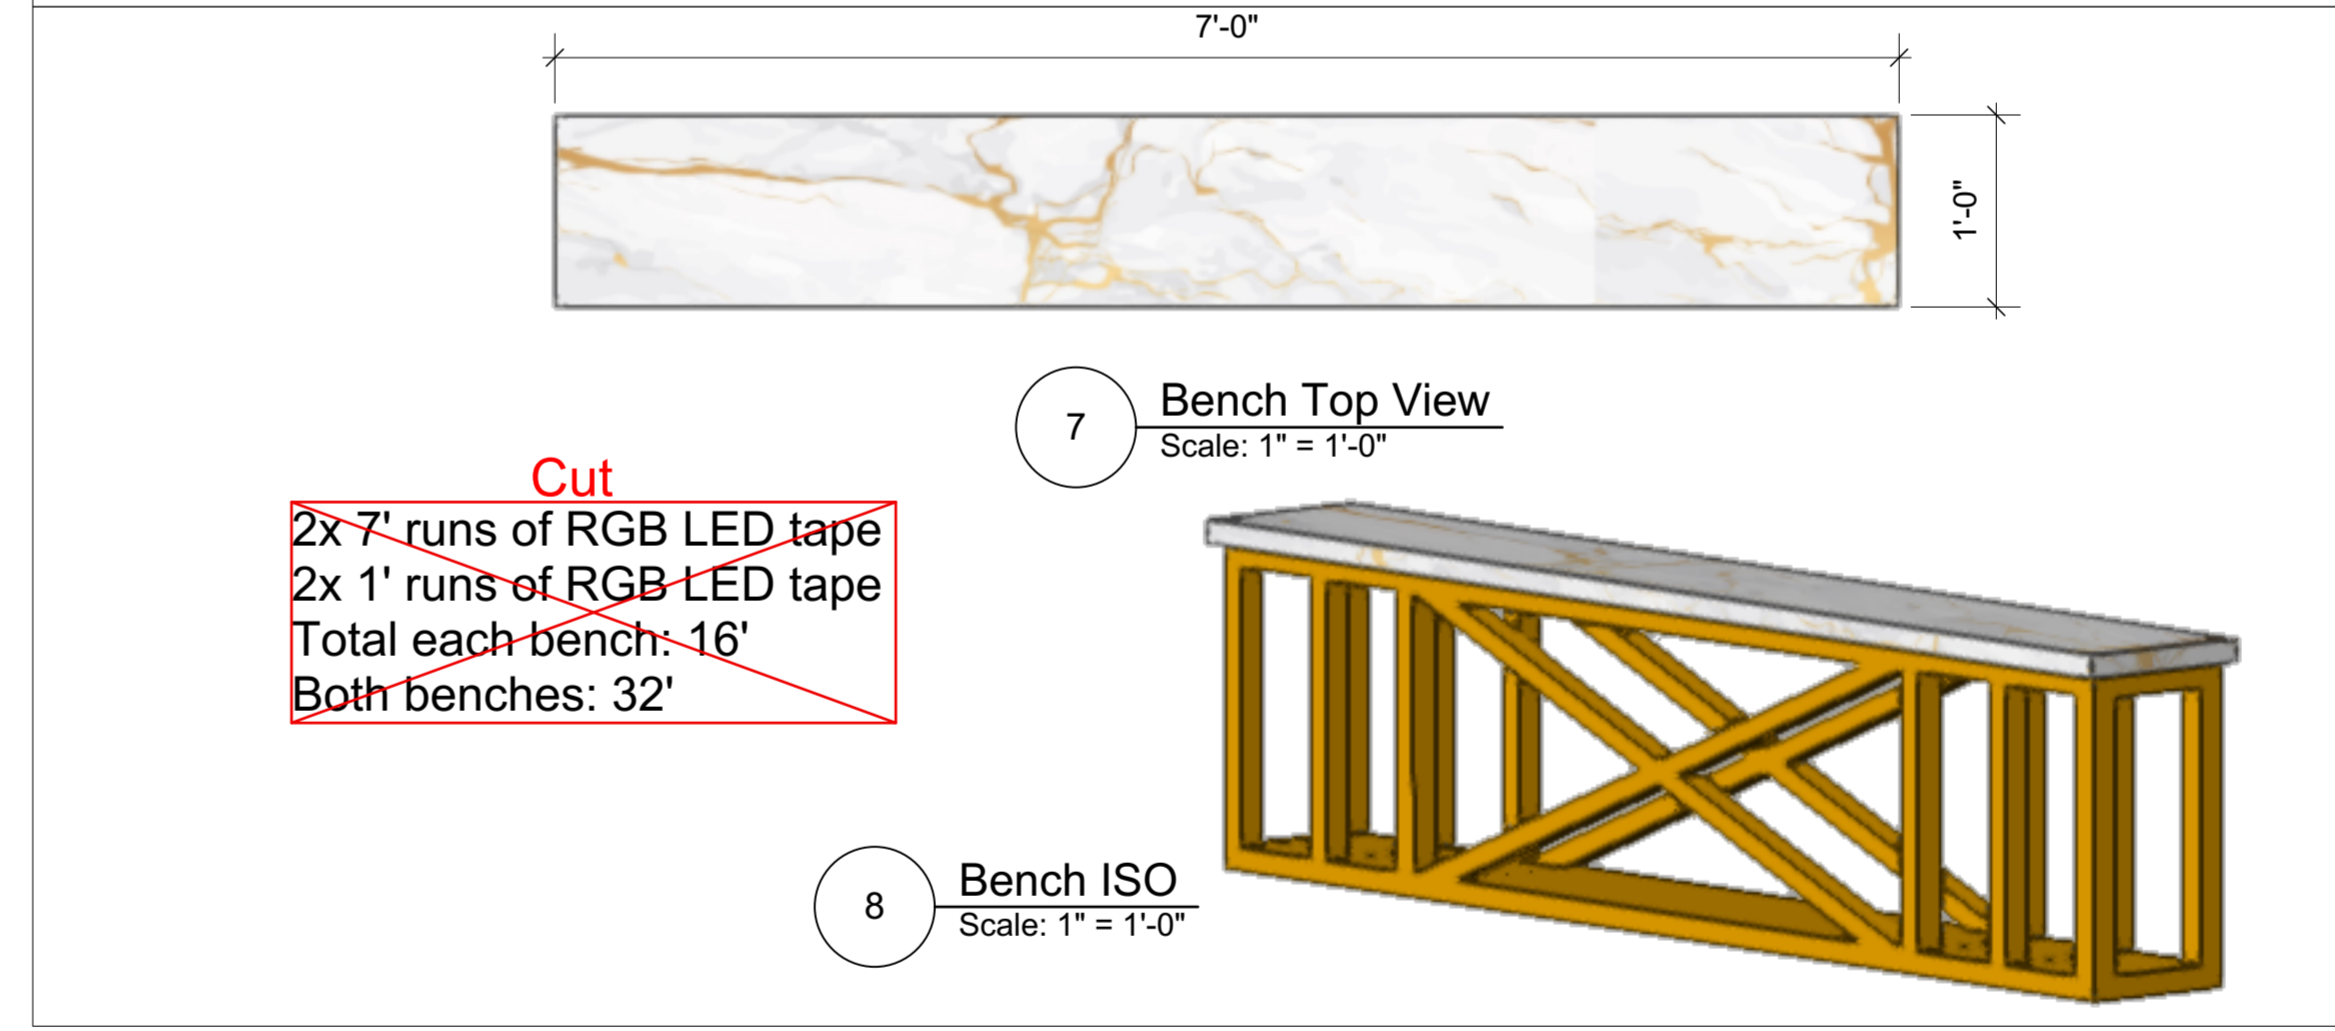 7'-0"
1'-0"
7
Bench Top View
Scale: 1" = 1'-0"
Cut
2x 7' runs of RGB LED tape
2x 1' runs of RGB LED tape
Total each bench: 16'
Both benches: 32'
8
Bench ISO
Scale: 1" = 1'-0"